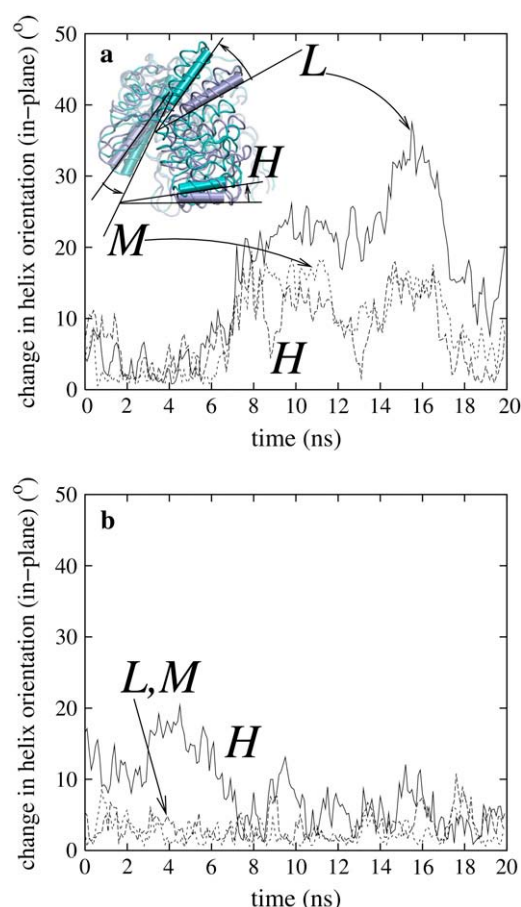 change in helix orientation (in-plane) (°)
50
40
30
20
10
0
a
L
H
M
H
0 2 4 6 8 10 12 14 16 18 20
time (ns)
change in helix orientation (in-plane) (°)
50
40
30
20
10
0
b
L,M
H
0 2 4 6 8 10 12 14 16 18 20
time (ns)